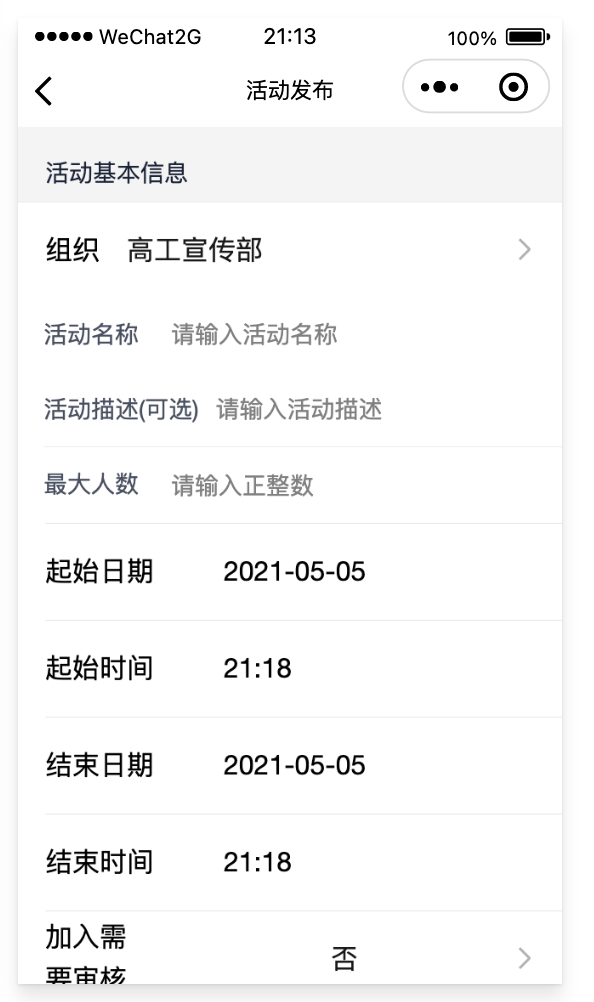 WeChat2G 21:13 100%
活动发布
活动基本信息
组织 高工宣传部
活动名称 请输入活动名称
活动描述(可选) 请输入活动描述
最大人数 请输入正整数
起始日期 2021-05-05
起始时间 21:18
结束日期 2021-05-05
结束时间 21:18
加入需
要审核 否